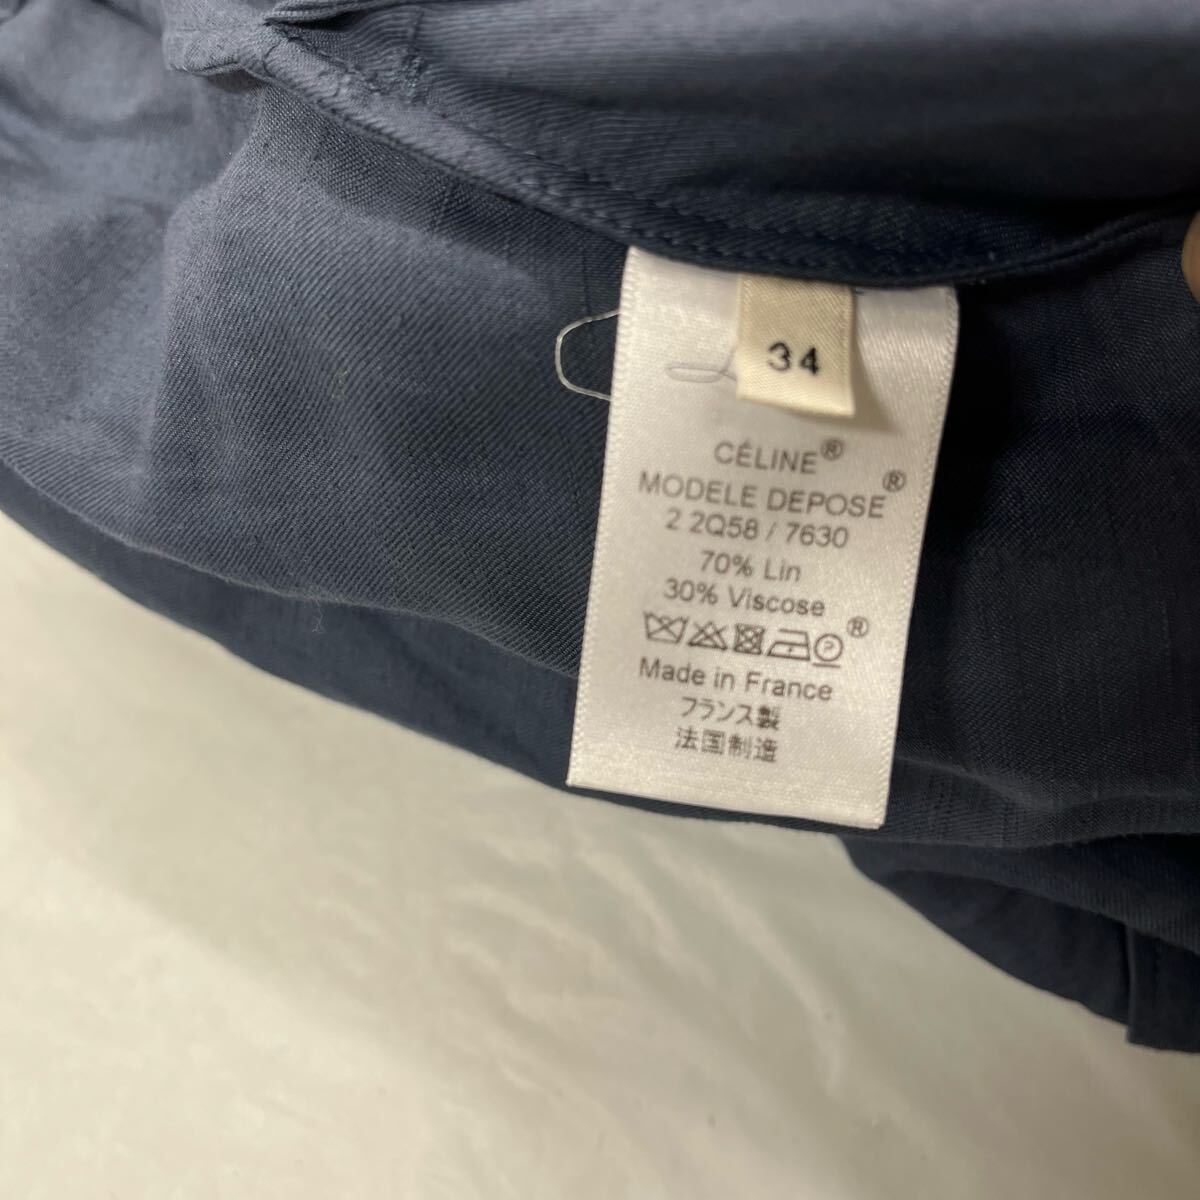 34
CÉLINE®
MODELE DEPOSE®
2 2Q58 / 7630
70% Lin
30% Viscose
P ®
Made in France
フランス製
法国制造